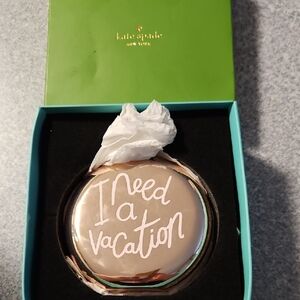 kate spade
NEW YORK
I need
a
vacation